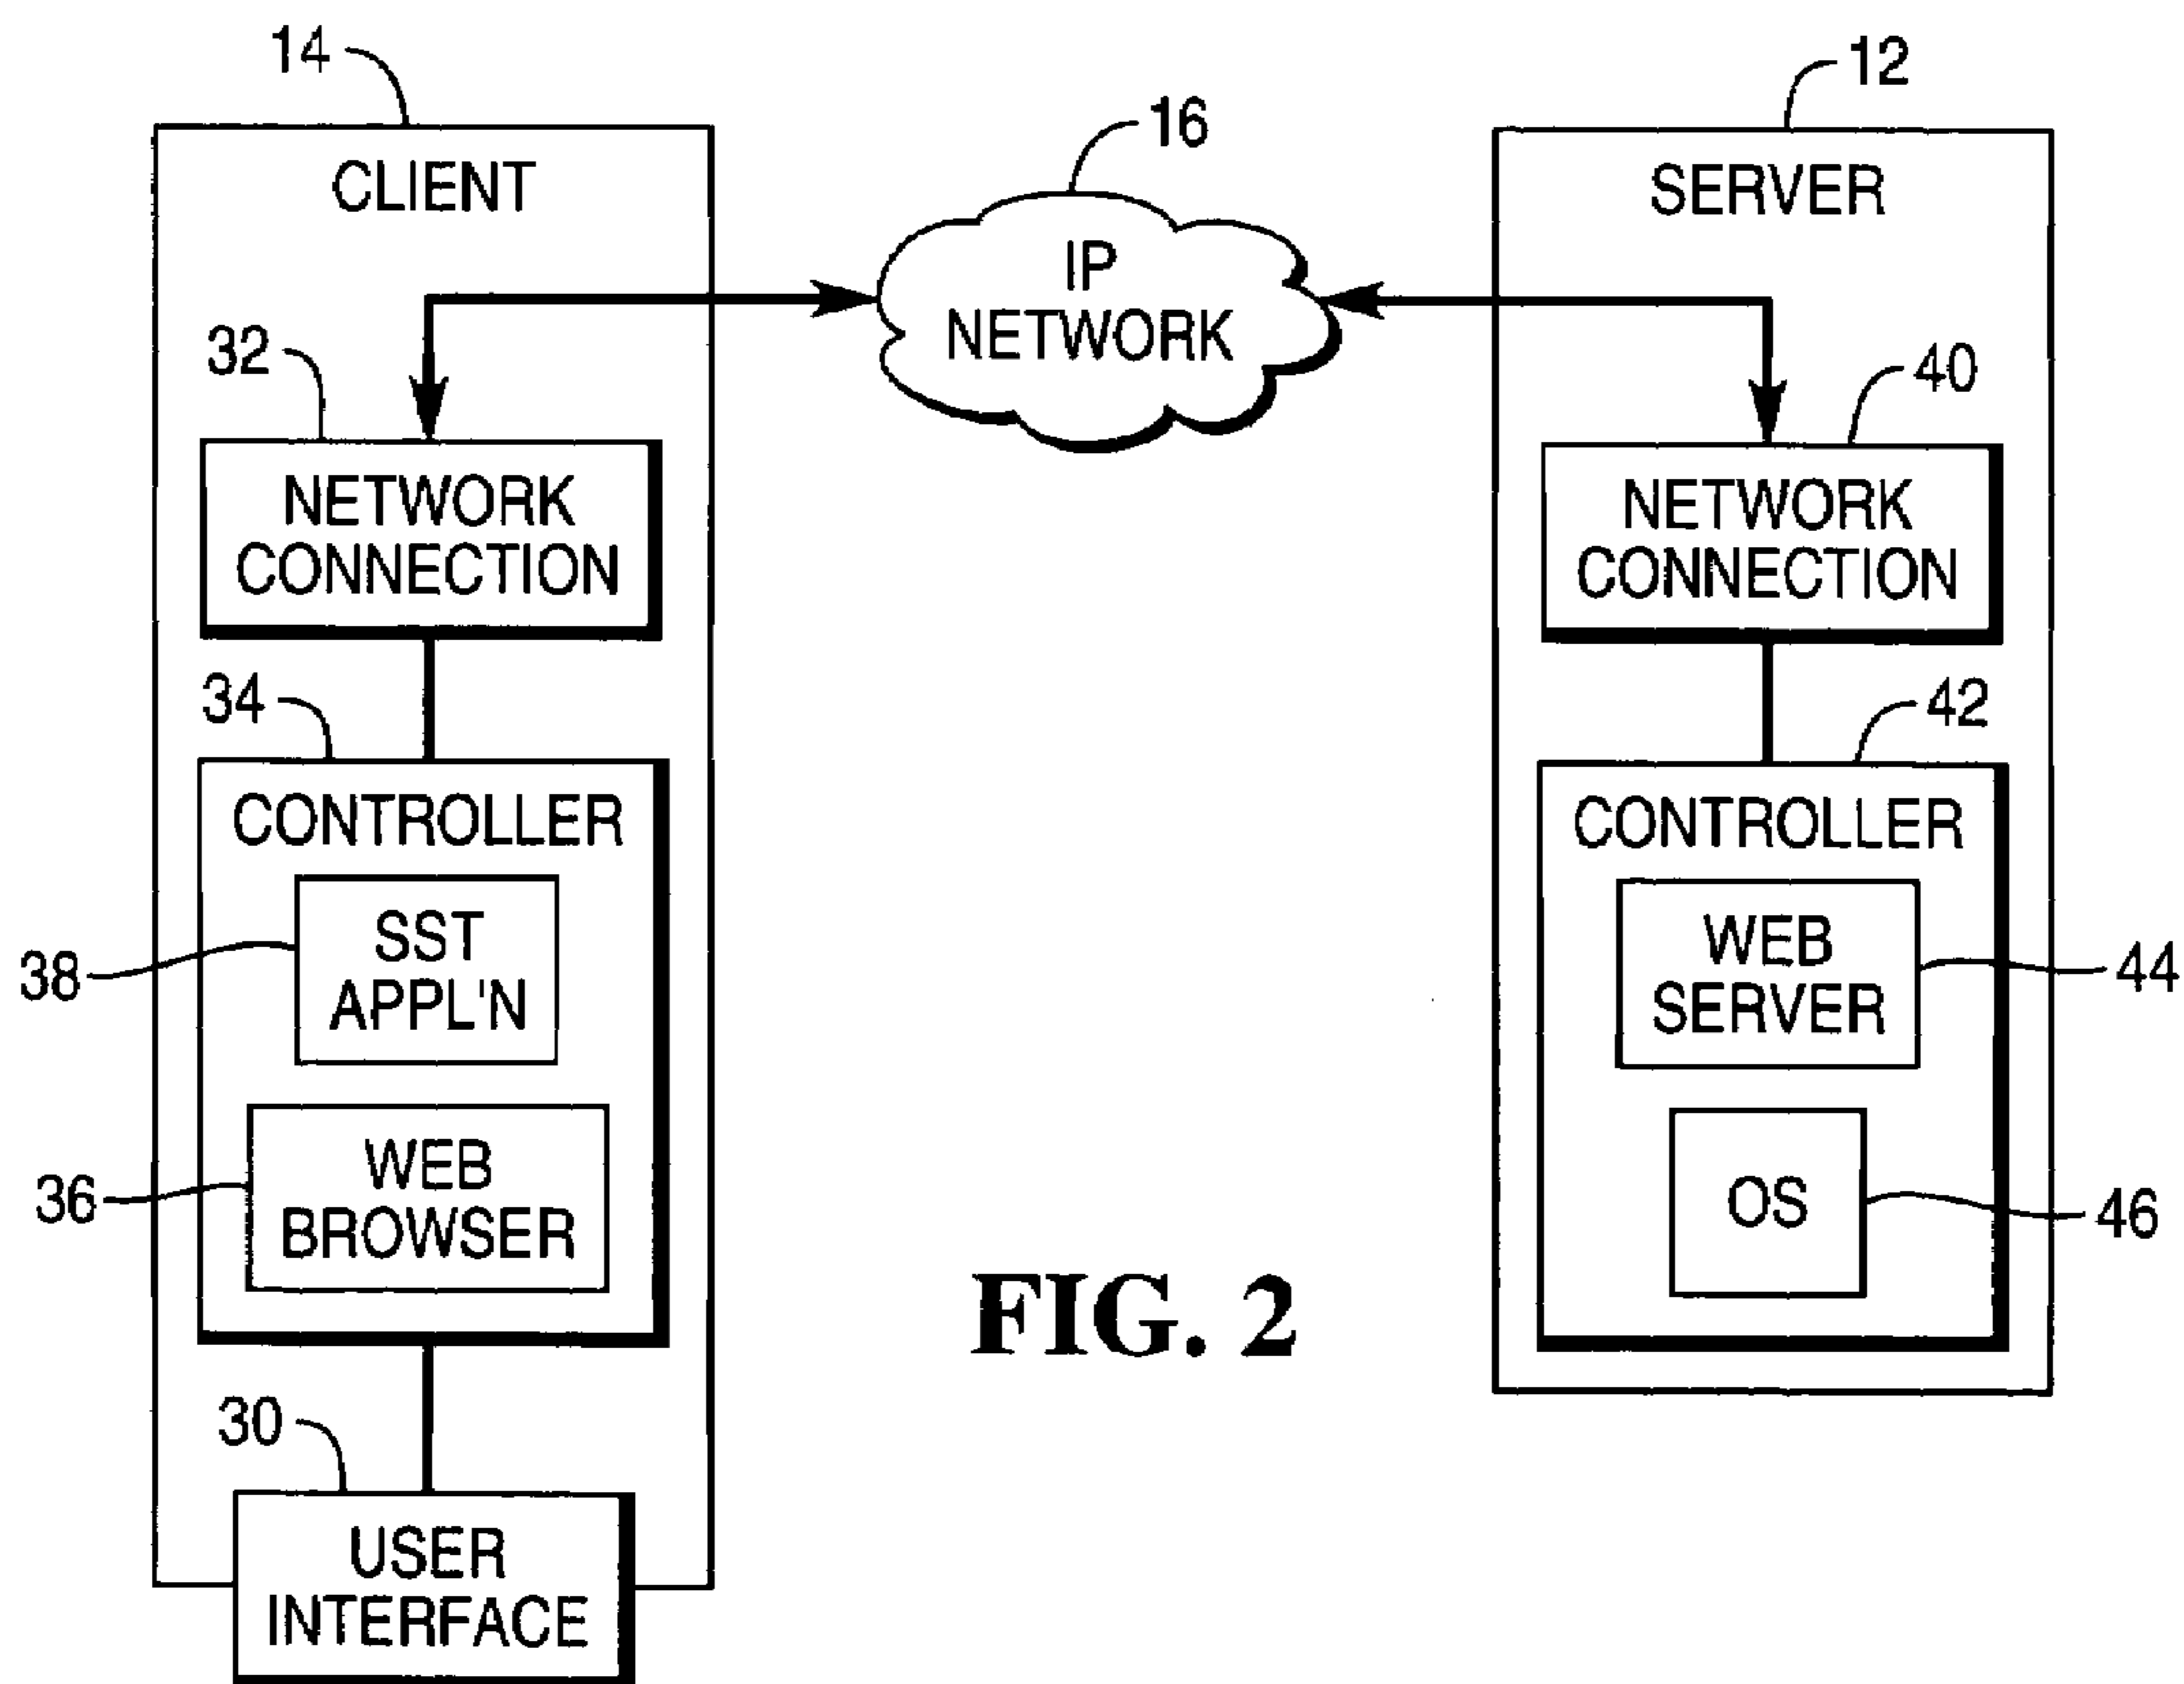 14
12
16
CLIENT
SERVER
IP
NETWORK
32
40
NETWORK
CONNECTION
NETWORK
CONNECTION
34
42
CONTROLLER
CONTROLLER
SST
APPL'N
38
WEB
SERVER
44
WEB
BROWSER
36
OS
46
FIG. 2
30
USER
INTERFACE